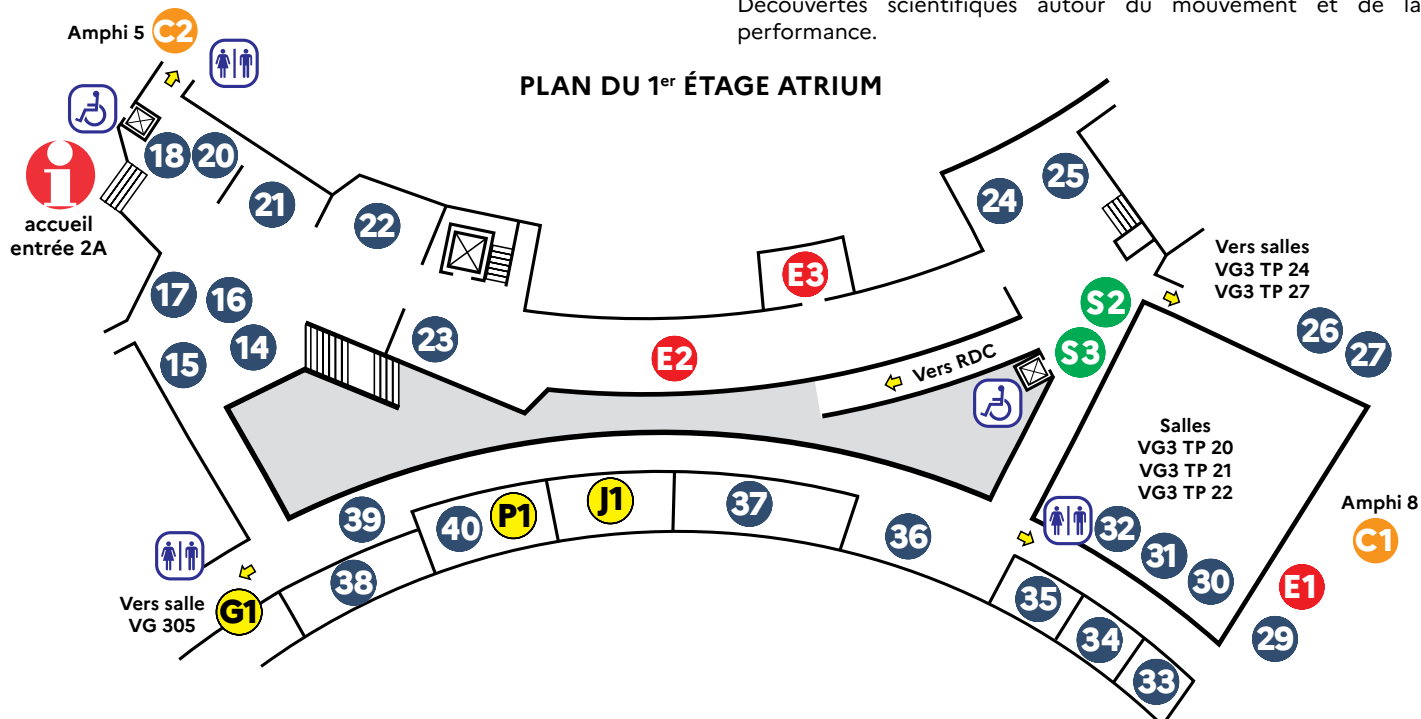 Découvertes scientifiques autour du mouvement et de la
performance.
PLAN DU 1er ÉTAGE ATRIUM
Amphi 5 C2
i
accueil
entrée 2A
18 20
21
22
17 16
15 14
23
E2
E3
24 25
Vers salles
VG3 TP 24
VG3 TP 27
S2
S3
26
27
Vers RDC
Salles
VG3 TP 20
VG3 TP 21
VG3 TP 22
Amphi 8
C1
E1
32
31
30
29
39
40 P1
J1
37
36
38
Vers salle
VG 305
G1
35
34
33